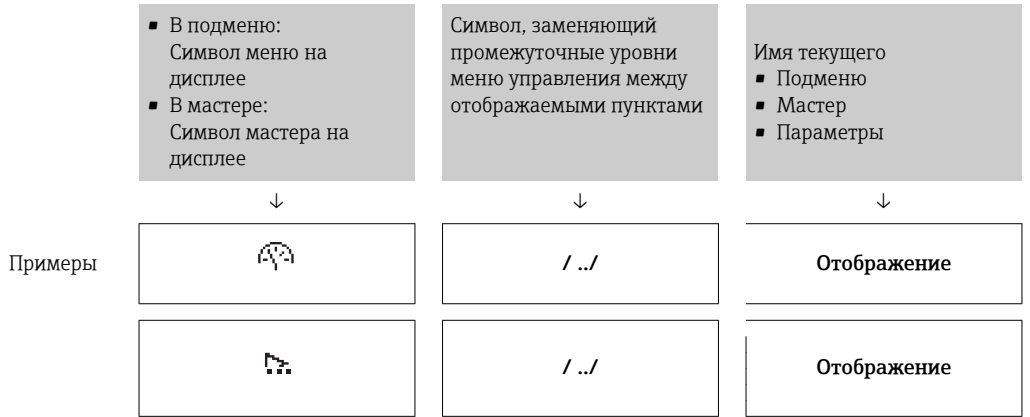 ▪ В подменю:
Символ меню на
дисплее
▪ В мастере:
Символ мастера на
дисплее
Символ, заменяющий
промежуточные уровни
меню управления между
отображаемыми пунктами
Имя текущего
▪ Подменю
▪ Мастер
▪ Параметры
↓ ↓ ↓
Примеры
/ ../
Отображение
/ ../
Отображение